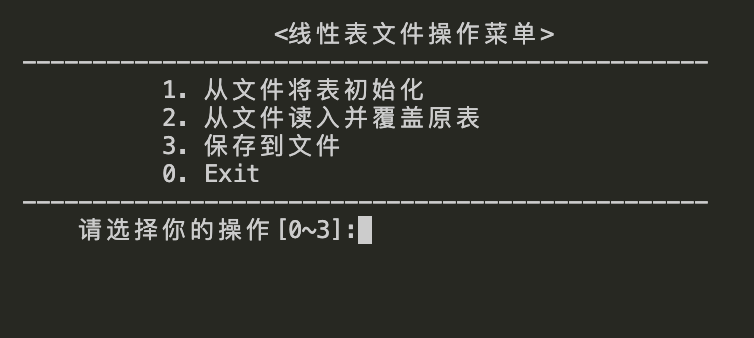 <线性表文件操作菜单>
--------------------------------------------------
1. 从文件将表初始化
2. 从文件读入并覆盖原表
3. 保存到文件
0. Exit
--------------------------------------------------
请选择你的操作[0~3]: